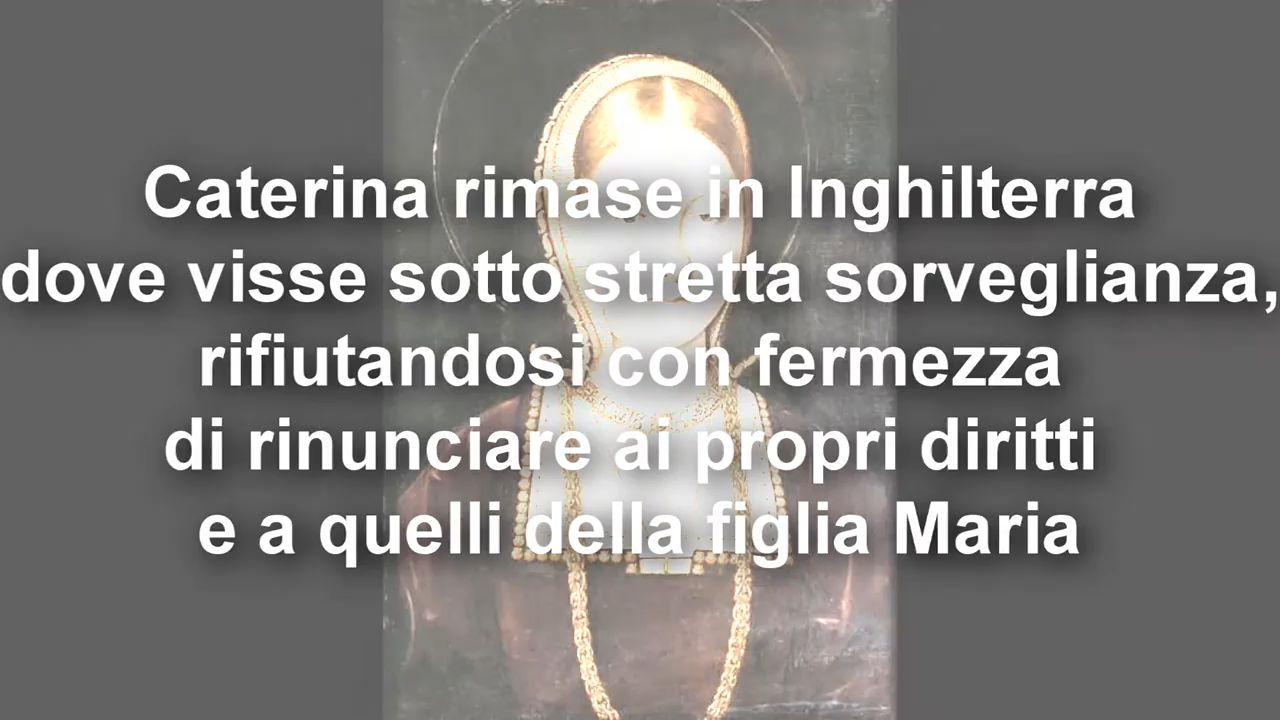 Caterina rimase in Inghilterra
dove visse sotto stretta sorveglianza,
rifiutandosi con fermezza
di rinunciare ai propri diritti
e a quelli della figlia Maria